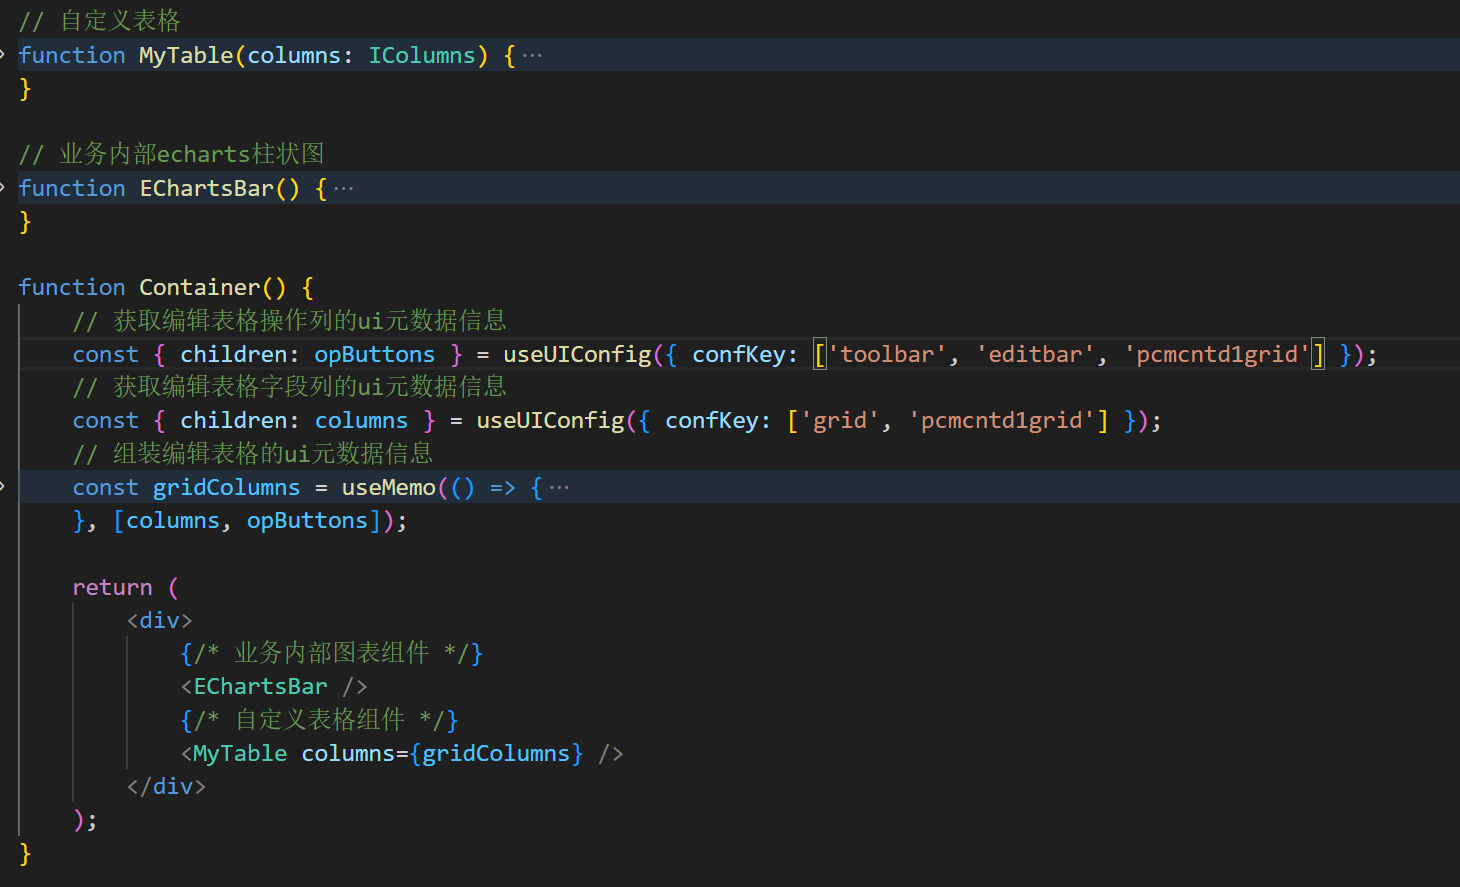 // 自定义表格
function MyTable(columns: IColumns) {···
}
// 业务内部echarts柱状图
function EChartsBar() {···
}
function Container() {
// 获取编辑表格操作列的ui元数据信息
const { children: opButtons } = useUIConfig({ confKey: ['toolbar', 'editbar', 'pcmcntd1grid'] });
// 获取编辑表格字段列的ui元数据信息
const { children: columns } = useUIConfig({ confKey: ['grid', 'pcmcntd1grid'] });
// 组装编辑表格的ui元数据信息
const gridColumns = useMemo(() => {···
}, [columns, opButtons]);
return (
<div>
{/* 业务内部图表组件 */}
<EChartsBar />
{/* 自定义表格组件 */}
<MyTable columns={gridColumns} />
</div>
);
}